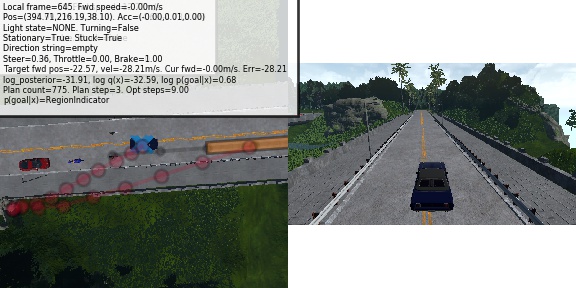 Local frame=645: Fwd speed=-0.00m/s
Pos=(394.71,216.19,38.10). Acc=(-0.00,0.01,0.00)
Light state=NONE. Turning=False
Stationary=True. Stuck=True
Direction string=empty
Steer=0.36, Throttle=0.00, Brake=1.00
Target fwd pos=-22.57, vel=-28.21m/s. Cur fwd=-0.00m/s. Err=-28.21
log_posterior=-31.91, log q(x)=-32.59, log p(goal|x)=0.68
Plan count=775. Plan step=3. Opt steps=9.00
p(goal|x)=RegionIndicator